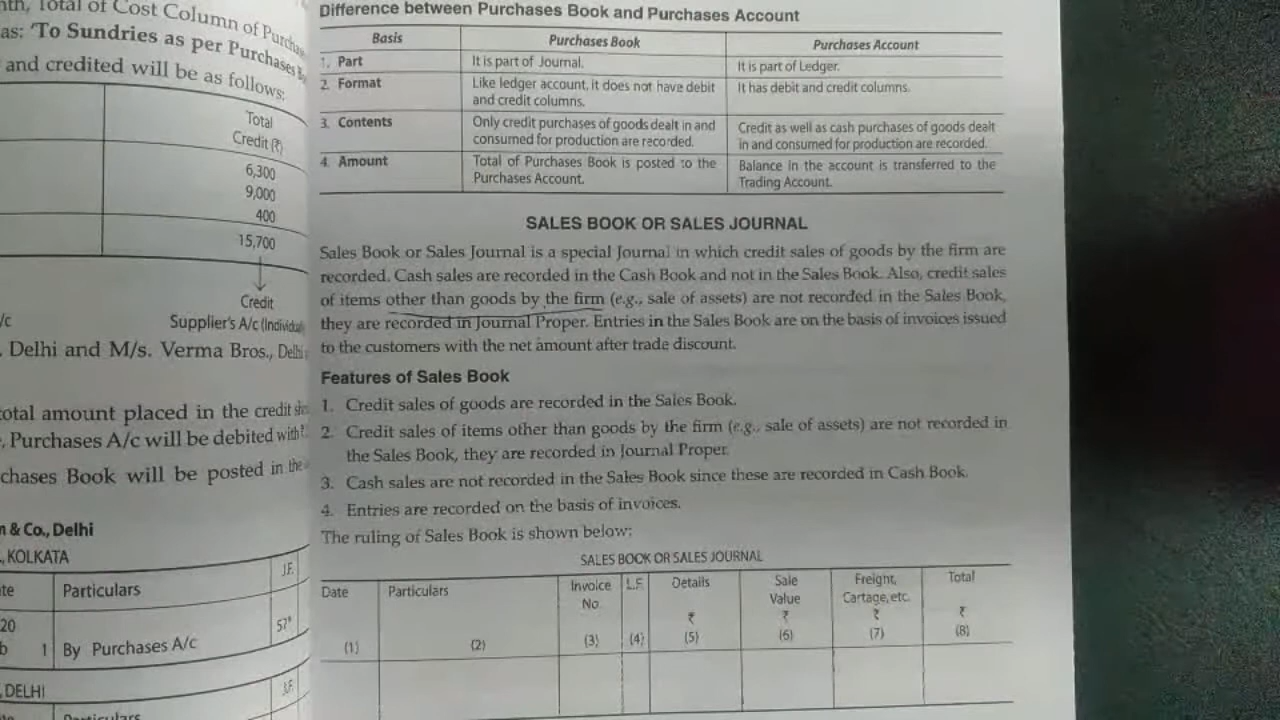 nth, Total of Cost Column of
as: 'To Sundries as per Purchases
and credited will be as follows:
Total
Credit (₹)
6,300
9,000
400
15,700
Credit
Supplier's A/c
Delhi and M/s. Verma Bros., Delhi
total amount placed in the credit
, Purchases A/c will be debited with
chases Book will be posted in the
& Co., Delhi
, KOLKATA
Particulars
J.F.
20
1 By Purchases A/c
, DELHI
J.F.
Particulars
Difference between Purchases Book and Purchases Account
Basis Purchases Book Purchases Account
1. Part It is part of Journal. It is part of Ledger.
2. Format Like ledger account, it does not have debit It has debit and credit columns.
and credit columns.
3. Contents Only credit purchases of goods dealt in and Credit as well as cash purchases of goods dealt
consumed for production are recorded. in and consumed for production are recorded.
4. Amount Total of Purchases Book is posted to the Balance in the account is transferred to the
Purchases Account. Trading Account.
SALES BOOK OR SALES JOURNAL
Sales Book or Sales Journal is a special Journal in which credit sales of goods by the firm are
recorded. Cash sales are recorded in the Cash Book and not in the Sales Book. Also, credit sales
of items other than goods by the firm (e.g., sale of assets) are not recorded in the Sales Book,
they are recorded in Journal Proper. Entries in the Sales Book are on the basis of invoices issued
to the customers with the net amount after trade discount.
Features of Sales Book
1. Credit sales of goods are recorded in the Sales Book.
2. Credit sales of items other than goods by the firm (e.g., sale of assets) are not recorded in
the Sales Book, they are recorded in Journal Proper.
3. Cash sales are not recorded in the Sales Book since these are recorded in Cash Book.
4. Entries are recorded on the basis of invoices.
The ruling of Sales Book is shown below:
SALES BOOK OR SALES JOURNAL
Date Particulars Invoice L.F. Details Sale Freight, Total
No. Value Cartage, etc.
₹ ₹ ₹ ₹
(1) (2) (3) (4) (5) (6) (7) (8)